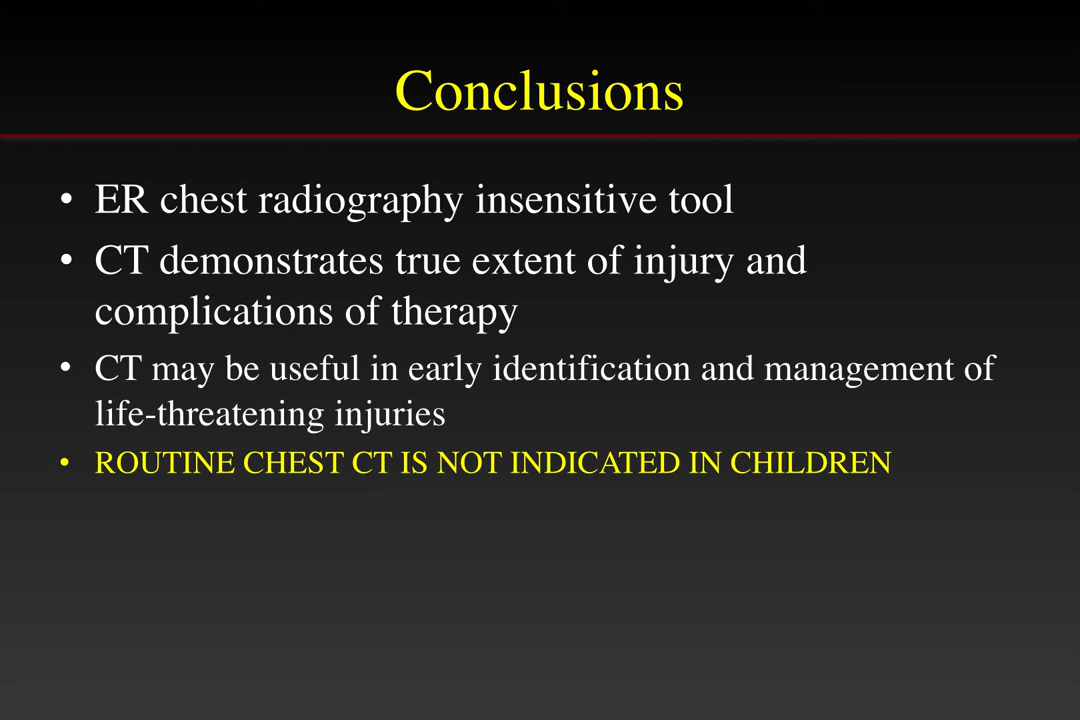 Conclusions
• ER chest radiography insensitive tool
• CT demonstrates true extent of injury and
complications of therapy
• CT may be useful in early identification and management of
life-threatening injuries
• ROUTINE CHEST CT IS NOT INDICATED IN CHILDREN